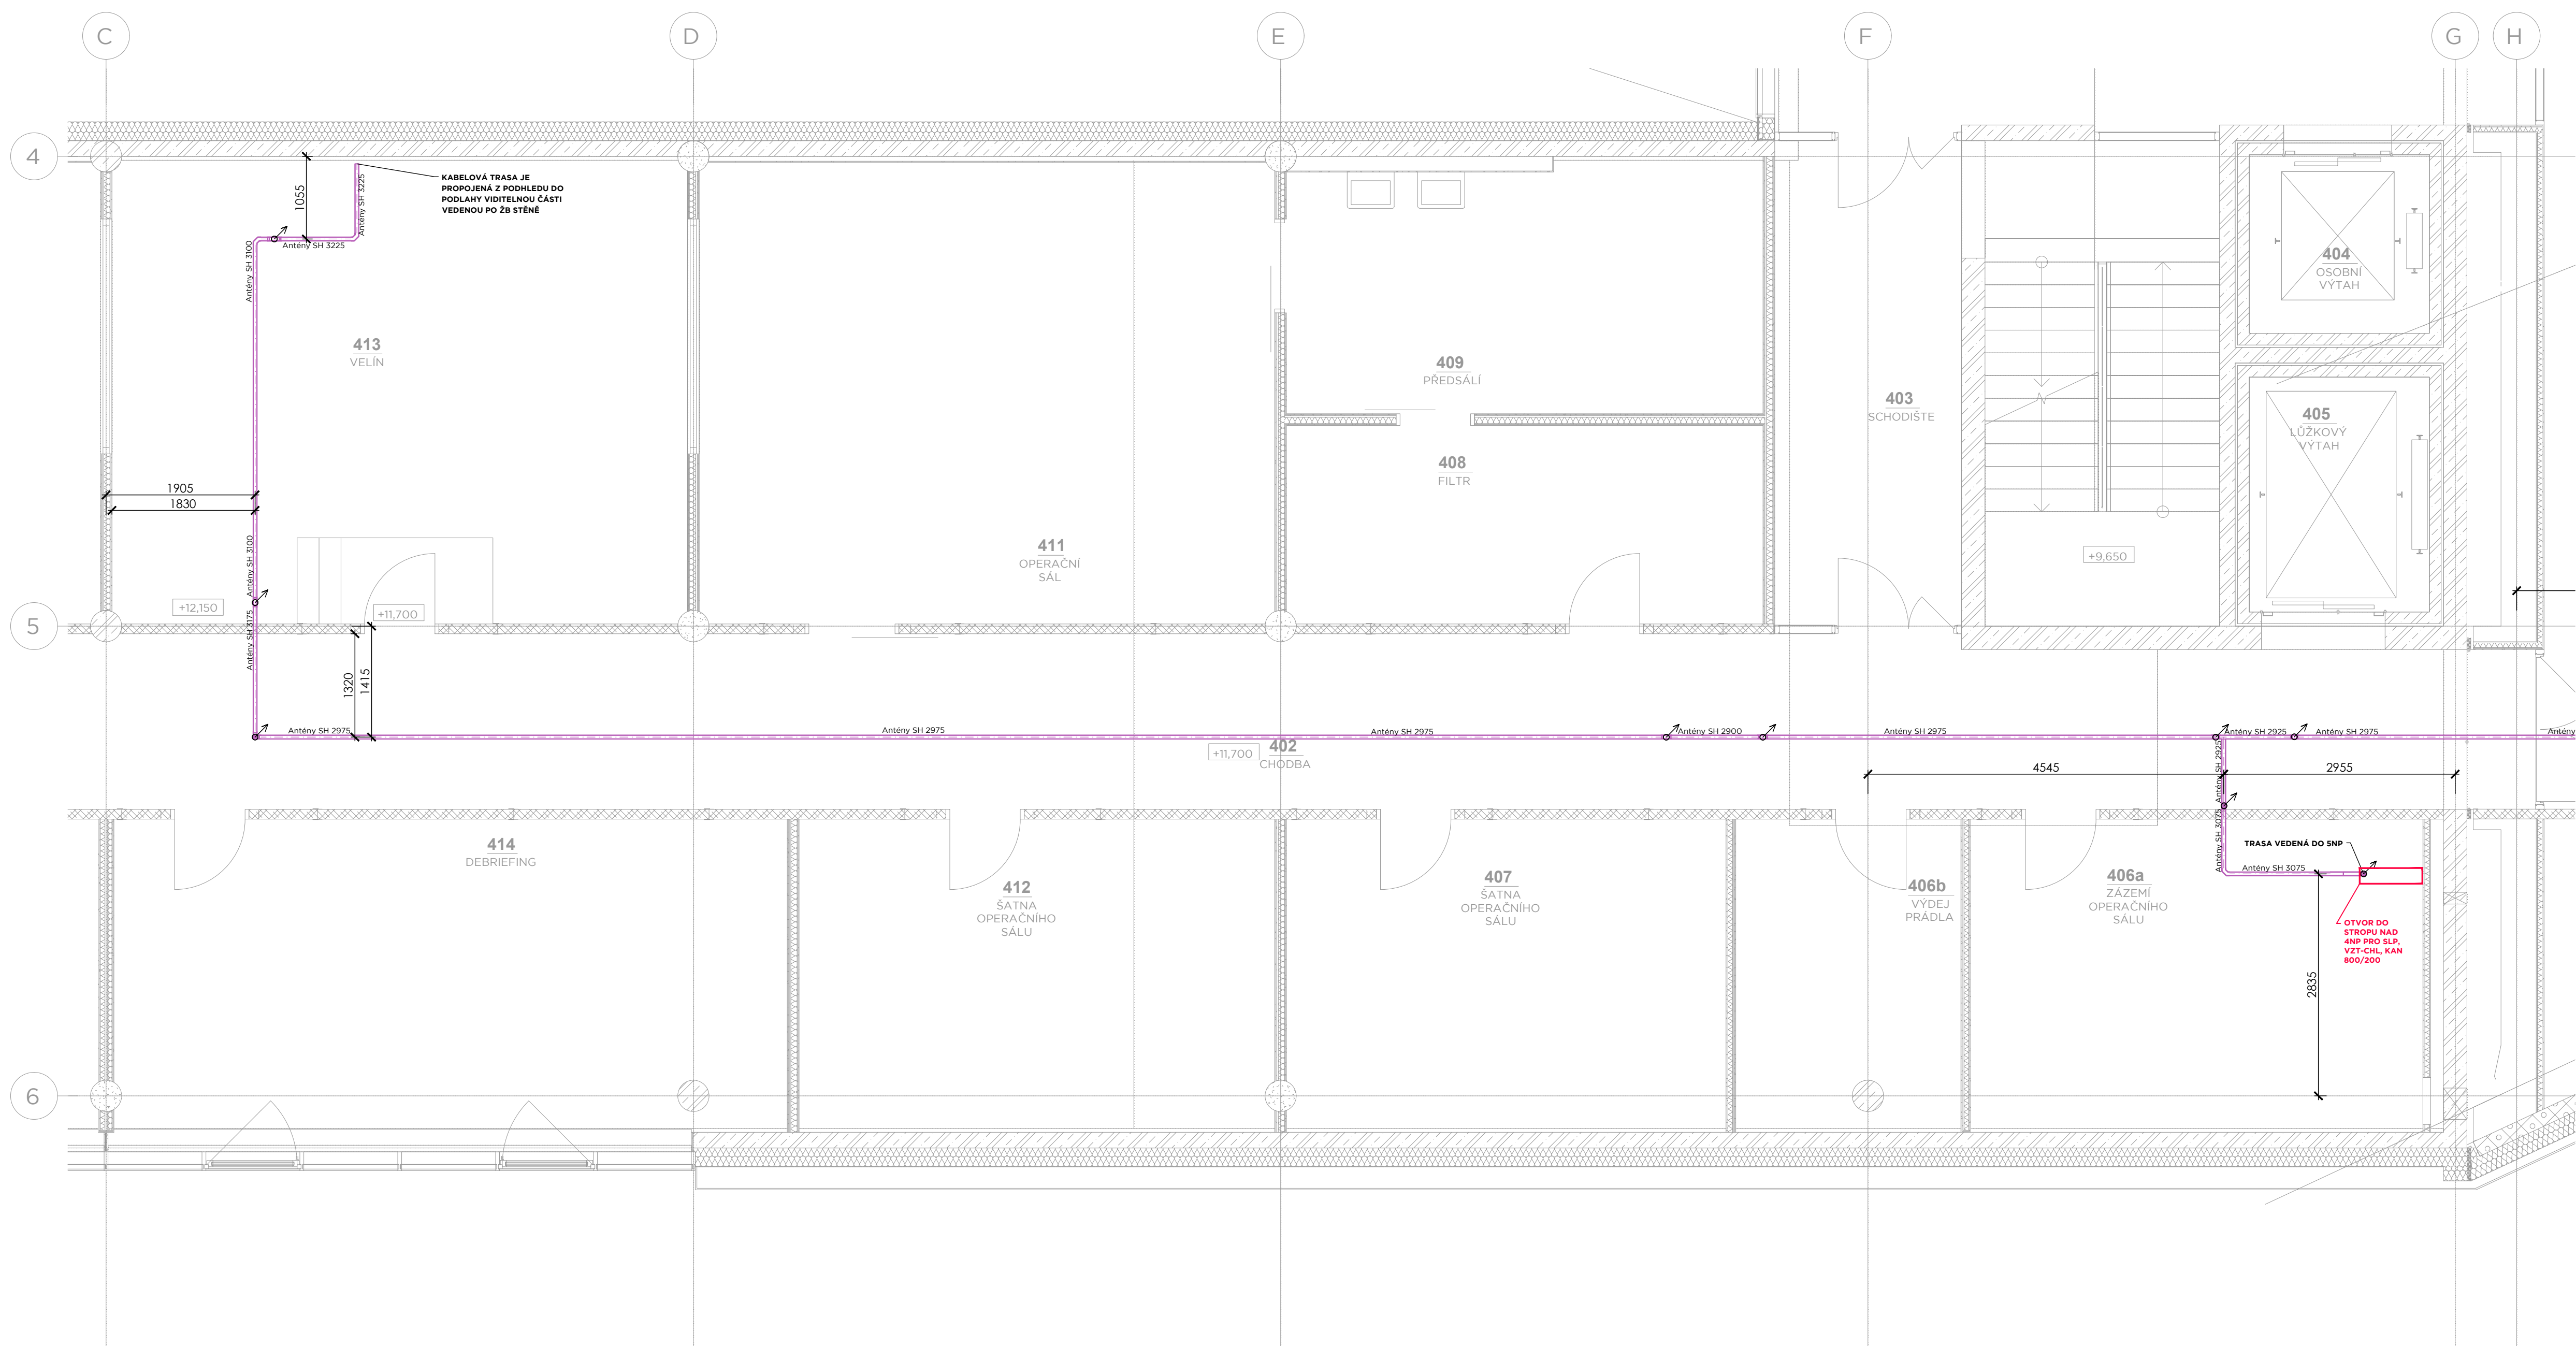 C
D
E
F
G
H
4
5
6
KABELOVÁ TRASA JE
PROPOJENÁ Z PODHLEDU DO
PODLAHY VIDITELNOU ČÁSTI
VEDENOU PO ŽB STĚNĚ
1055
Antény SH 3225
Antény SH 3225
Antény SH 3100
413
VELÍN
1905
1830
Antény SH 3100
Antény SH 3175
+12,150
+11,700
1320
1415
411
OPERAČNÍ
SÁL
409
PŘEDSÁLÍ
408
FILTR
403
SCHODIŠTE
404
OSOBNÍ
VÝTAH
405
LŮŽKOVÝ
VÝTAH
+9,650
Antény SH 2975
Antény SH 2975
Antény SH 2975
Antény SH 2900
Antény SH 2975
Antény SH 2925
Antény SH 2975
Antény
+11,700
402
CHODBA
4545
2955
Antény SH 2925
Antény SH 3075
Antény SH 3075
TRASA VEDENÁ DO 5NP
414
DEBRIEFING
412
ŠATNA
OPERAČNÍHO
SÁLU
407
ŠATNA
OPERAČNÍHO
SÁLU
406b
VÝDEJ
PRÁDLA
406a
ZÁZEMÍ
OPERAČNÍHO
SÁLU
OTVOR DO
STROPU NAD
4NP PRO SLP,
VZT-CHL, KAN
800/200
2835